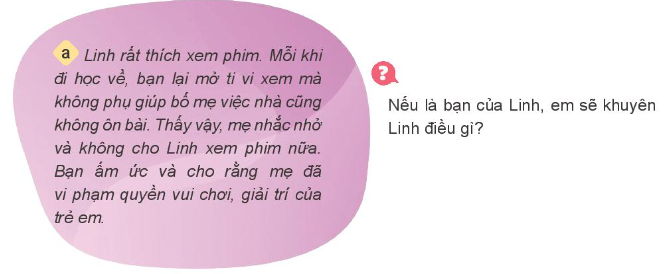 a Linh rất thích xem phim. Mỗi khi
đi học về, bạn lại mở ti vi xem mà
không phụ giúp bố mẹ việc nhà cũng
không ôn bài. Thấy vậy, mẹ nhắc nhở
và không cho Linh xem phim nữa.
Bạn ấm ức và cho rằng mẹ đã
vi phạm quyền vui chơi, giải trí của
trẻ em.
?
Nếu là bạn của Linh, em sẽ khuyên
Linh điều gì?